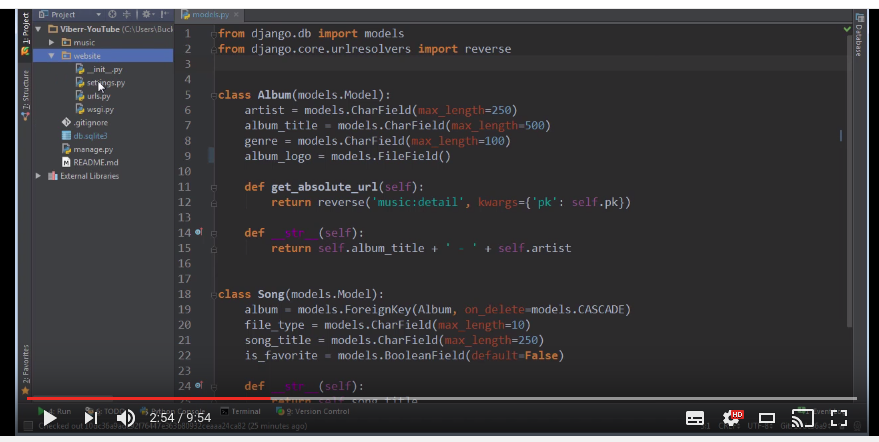 Project
models.py
1: Project
Viberr-YouTube (C:\Users\Buck
music
website
__init__.py
settings.py
urls.py
wsgi.py
.gitignore
db.sqlite3
manage.py
README.md
External Libraries
2: Structure
2: Favorites
Database
1 from django.db import models
2 from django.core.urlresolvers import reverse
3
4
5 class Album(models.Model):
6 artist = models.CharField(max_length=250)
7 album_title = models.CharField(max_length=500)
8 genre = models.CharField(max_length=100)
9 album_logo = models.FileField()
10
11 def get_absolute_url(self):
12 return reverse('music:detail', kwargs={'pk': self.pk})
13
14 def __str__(self):
15 return self.album_title + ' - ' + self.artist
16
17
18 class Song(models.Model):
19 album = models.ForeignKey(Album, on_delete=models.CASCADE)
20 file_type = models.CharField(max_length=10)
21 song_title = models.CharField(max_length=250)
22 is_favorite = models.BooleanField(default=False)
23
24 def __str__(self):
return self.song_title
Run 6: TODO Python Console Terminal 9: Version Control
2:54 / 9:54
HD
(25 minutes ago)
UTF-8